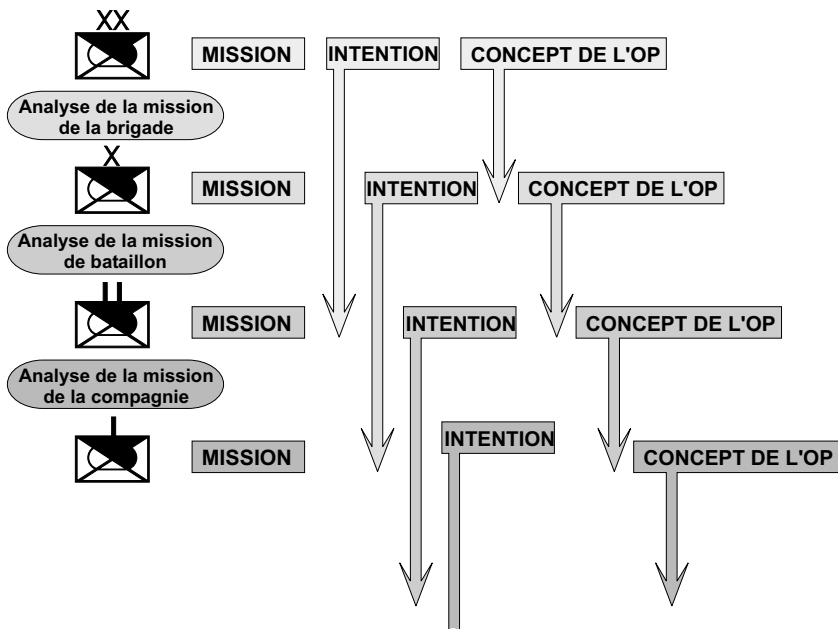 XX
MISSION
INTENTION
CONCEPT DE L'OP
Analyse de la mission
de la brigade
X
MISSION
INTENTION
CONCEPT DE L'OP
Analyse de la mission
de bataillon
II
MISSION
INTENTION
CONCEPT DE L'OP
Analyse de la mission
de la compagnie
I
MISSION
INTENTION
CONCEPT DE L'OP